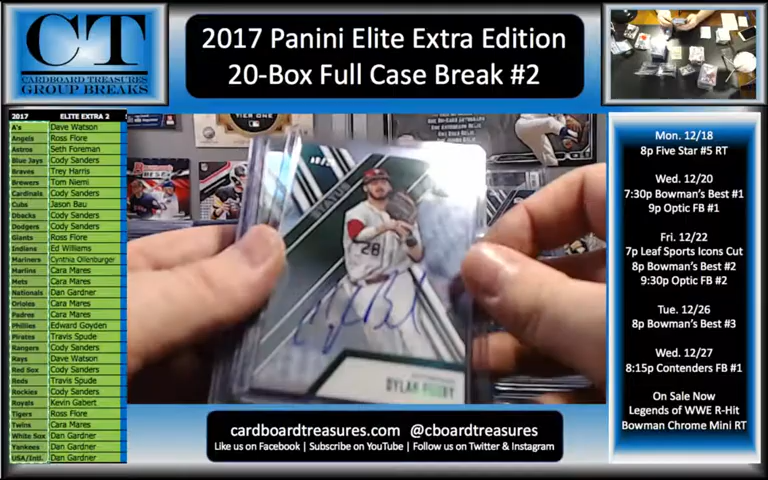 CT
CARDBOARD TREASURES
GROUP BREAKS
2017 Panini Elite Extra Edition
20-Box Full Case Break #2
2017 ELITE EXTRA 2
A's Dave Watson
Angels Ross Flore
Astros Seth Foreman
Blue Jays Cody Sanders
Braves Trey Harris
Brewers Tom Niemi
Cardinals Cody Sanders
Cubs Jason Bau
Dbacks Cody Sanders
Dodgers Cody Sanders
Giants Ross Flore
Indians Ed Williams
Mariners Cynthia Ollenburger
Marlins Cara Mares
Mets Cara Mares
Nationals Dan Gardner
Orioles Cara Mares
Padres Cara Mares
Phillies Edward Goyden
Pirates Travis Spude
Rangers Cody Sanders
Rays Dave Watson
Red Sox Cody Sanders
Reds Travis Spude
Rockies Cody Sanders
Royals Kevin Gabert
Tigers Ross Flore
Twins Cara Mares
White Sox Dan Gardner
Yankees Dan Gardner
USA/Intl. Dan Gardner
TIER ONE
STATUS
28
DYLAN
Mon. 12/18
8p Five Star #5 RT
Wed. 12/20
7:30p Bowman's Best #1
9p Optic FB #1
Fri. 12/22
7p Leaf Sports Icons Cut
8p Bowman's Best #2
9:30p Optic FB #2
Tue. 12/26
8p Bowman's Best #3
Wed. 12/27
8:15p Contenders FB #1
On Sale Now
Legends of WWE R-Hit
Bowman Chrome Mini RT
cardboardtreasures.com @cboardtreasures
Like us on Facebook | Subscribe on YouTube | Follow us on Twitter & Instagram